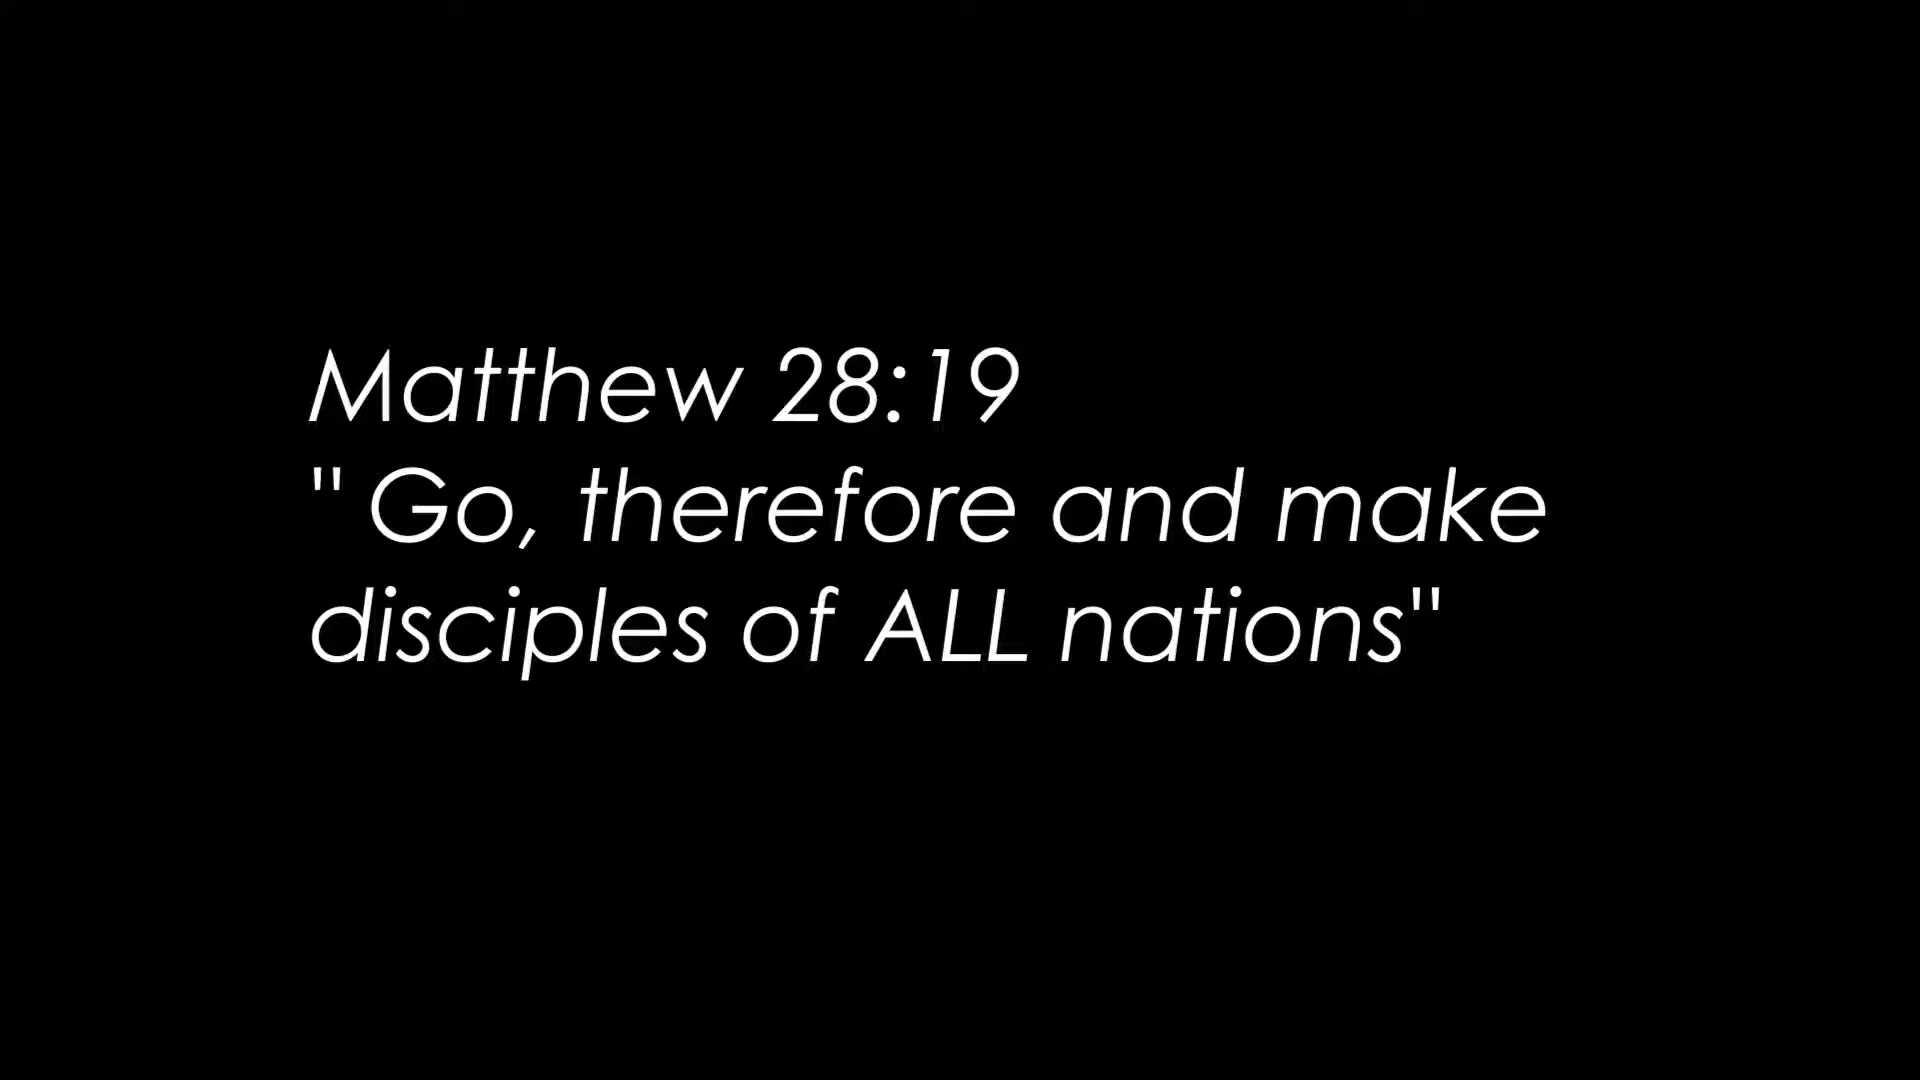 Matthew 28:19
" Go, therefore and make
disciples of ALL nations"